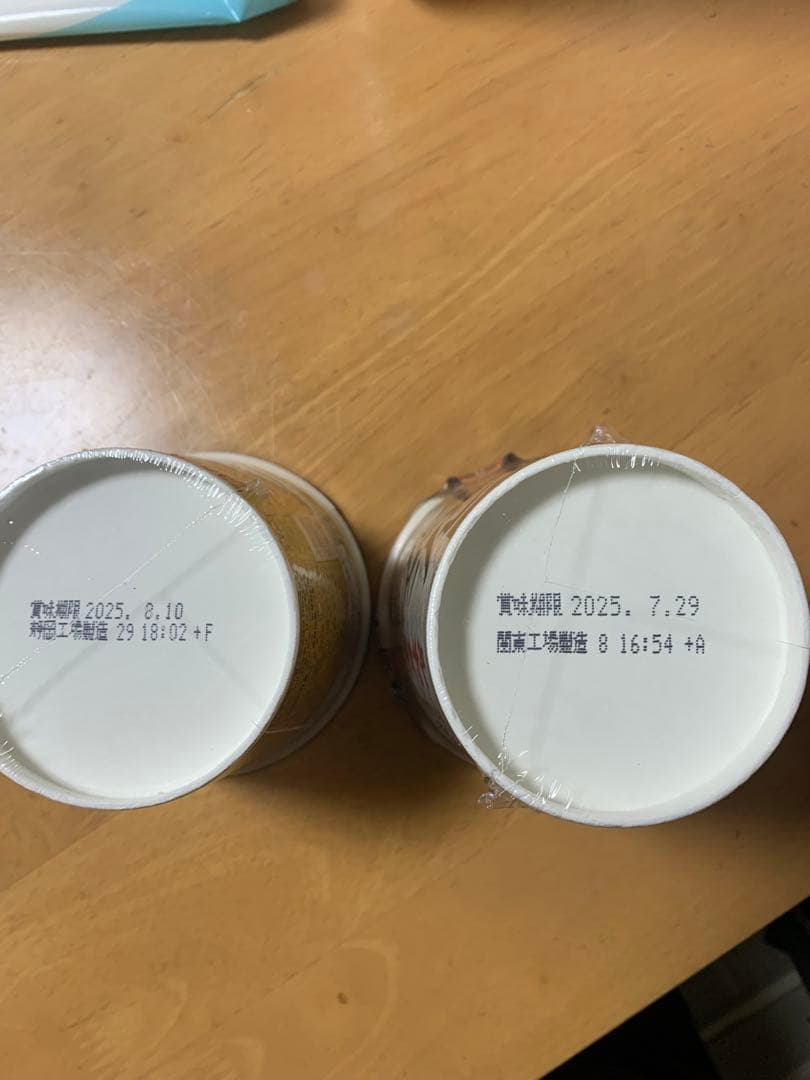 賞味期限 2025. 8.10
静岡工場製造 29 18:02 +F
賞味期限 2025. 7.29
関東工場製造 8 16:54 +A